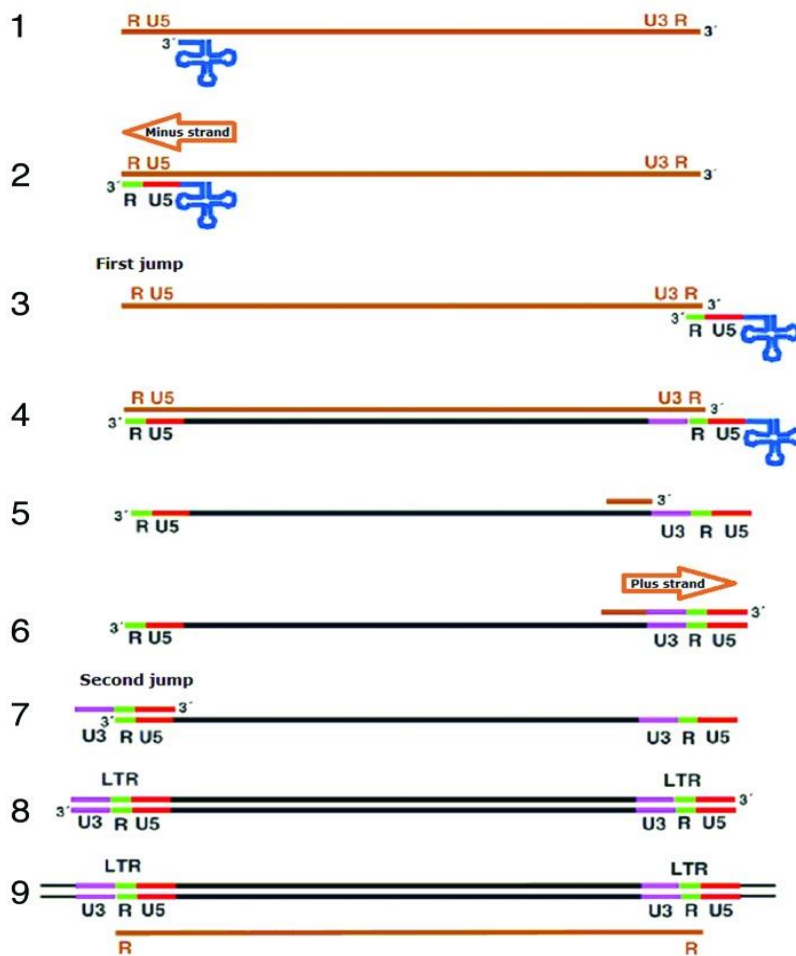 1
R U5
U3 R 3´
3´
Minus strand
2
R U5
U3 R
3´
3´
R U5
First jump
3
R U5
U3 R 3´
3´
R U5
4
R U5
U3 R
3´
3´
R U5
R U5
5
3´
3´
R U5
U3 R U5
Plus strand
6
3´
3´
R U5
U3 R U5
Second jump
7
3´
3´
U3 R U5
U3 R U5
LTR LTR
8
3´
3´
U3 R U5
U3 R U5
LTR LTR
9
U3 R U5
U3 R U5
R R